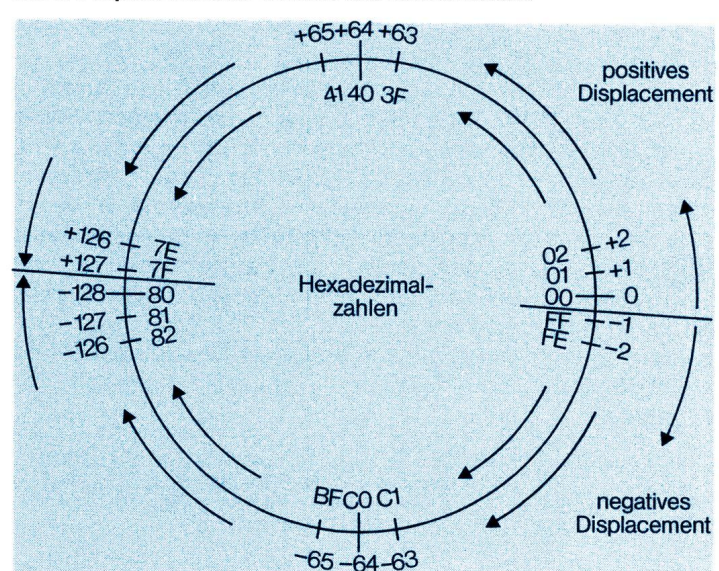 +65 +64 +63
41 40 3F
positives
Displacement
+126 7E
+127 7F
-128 80
-127 81
-126 82
Hexadezimal-
zahlen
02 +2
01 +1
00 0
FF -1
FE -2
BF C0 C1
-65 -64 -63
negatives
Displacement